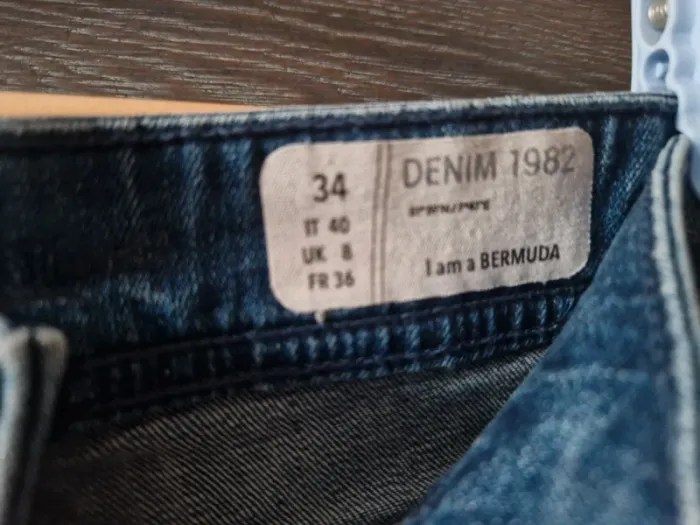 34
IT 40
UK 8
FR 36
DENIM 1982
I am a BERMUDA